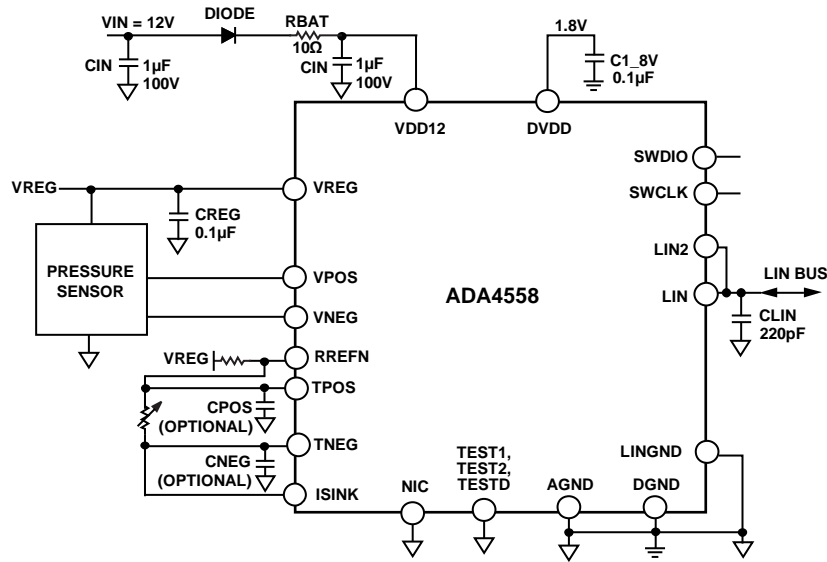 DIODE
VIN = 12V
RBAT
10Ω
CIN
1µF
100V
CIN
1µF
100V
1.8V
C1_8V
0.1µF
VDD12
DVDD
SWDIO
SWCLK
VREG
VREG
CREG
0.1µF
LIN2
LIN BUS
LIN
CLIN
220pF
PRESSURE
SENSOR
VPOS
VNEG
ADA4558
VREG
RREFN
TPOS
CPOS
(OPTIONAL)
TNEG
CNEG
(OPTIONAL)
ISINK
NIC
TEST1,
TEST2,
TESTD
AGND
DGND
LINGND